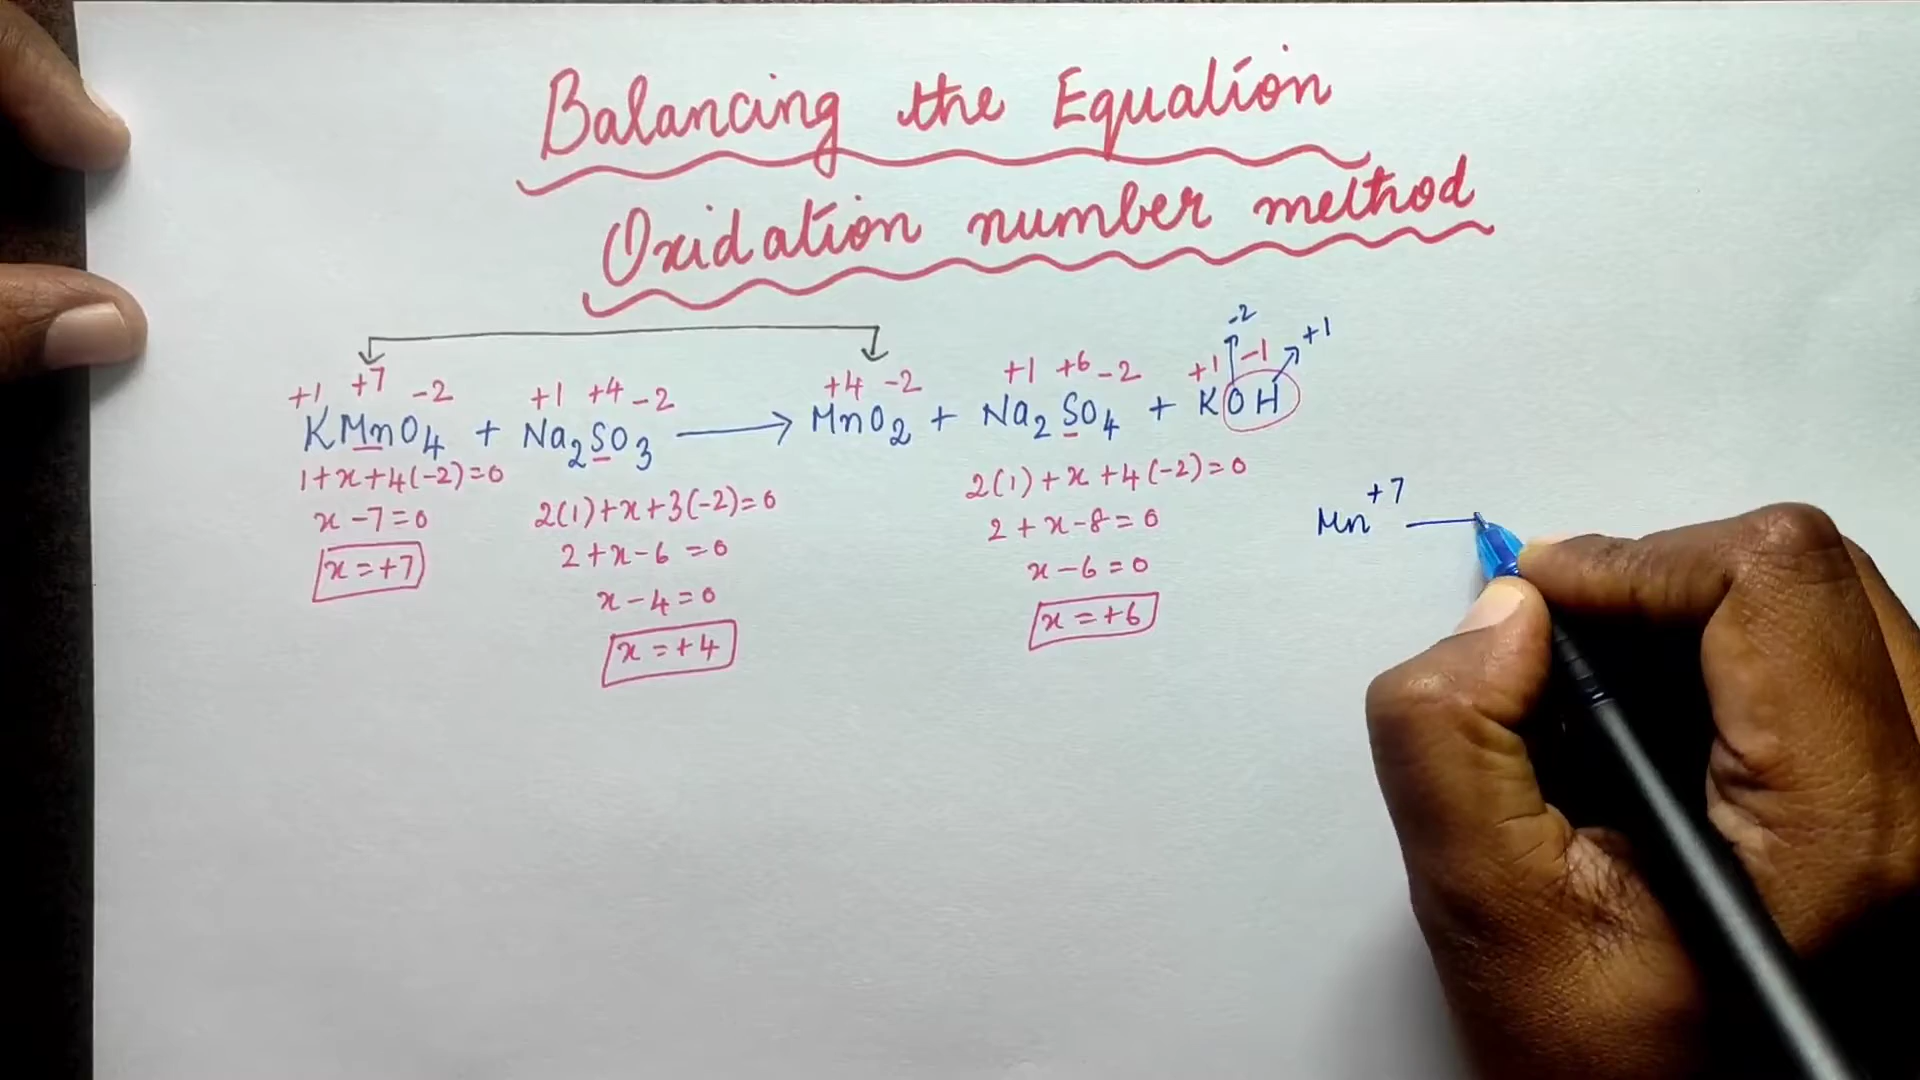 Balancing the Equation
Oxidation number method
-2
+1 +7 -2 +1 +4 -2 +4 -2 +1 +6 -2 +1 -1 +1
KMnO4 + Na2SO3 ⟶ MnO2 + Na2SO4 + KOH
1+x+4(-2)=0
x-7=0
x=+7
2(1)+x+3(-2)=0
2+x-6=0
x-4=0
x=+4
2(1)+x+4(-2)=0
2+x-8=0
x-6=0
x=+6
Mn+7